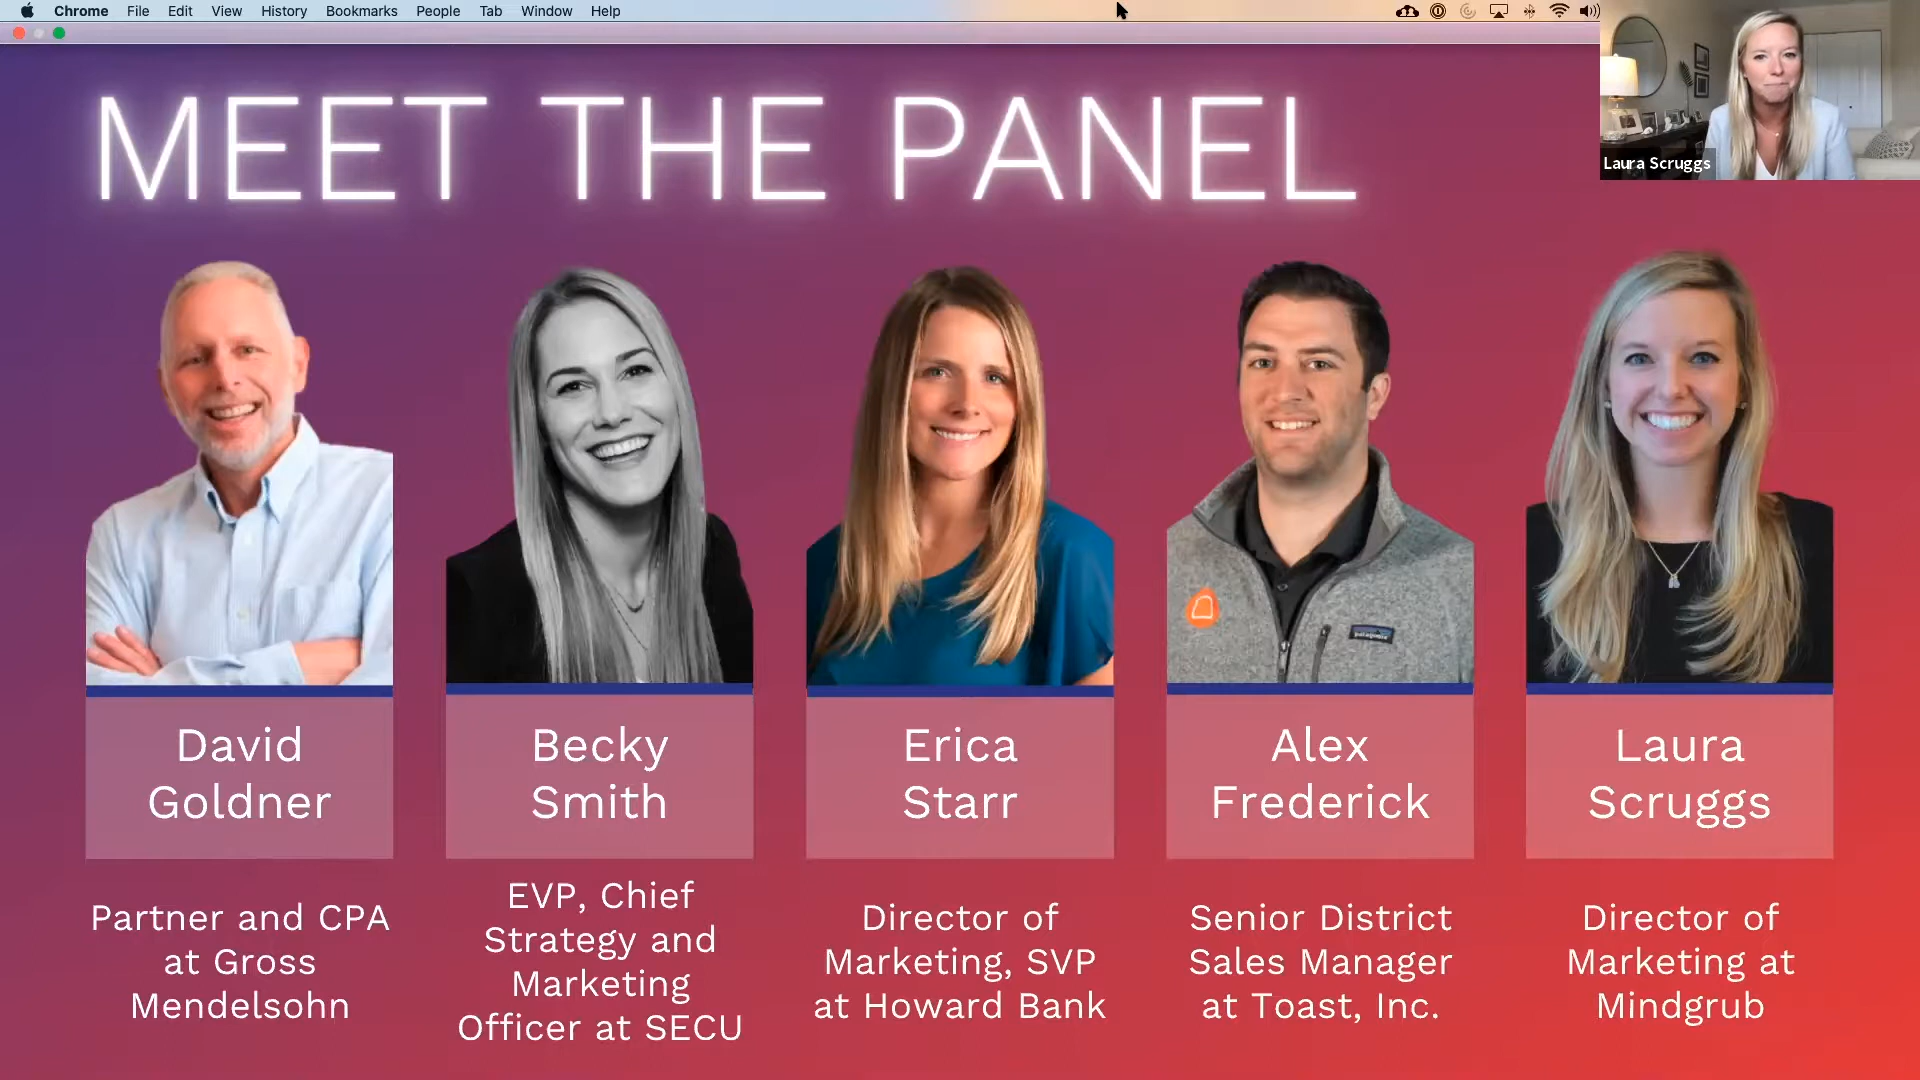 Chrome File Edit View History Bookmarks People Tab Window Help
Laura Scruggs
MEET THE PANEL
patagonia
David
Goldner
Partner and CPA
at Gross
Mendelsohn
Becky
Smith
EVP, Chief
Strategy and
Marketing
Officer at SECU
Erica
Starr
Director of
Marketing, SVP
at Howard Bank
Alex
Frederick
Senior District
Sales Manager
at Toast, Inc.
Laura
Scruggs
Director of
Marketing at
Mindgrub